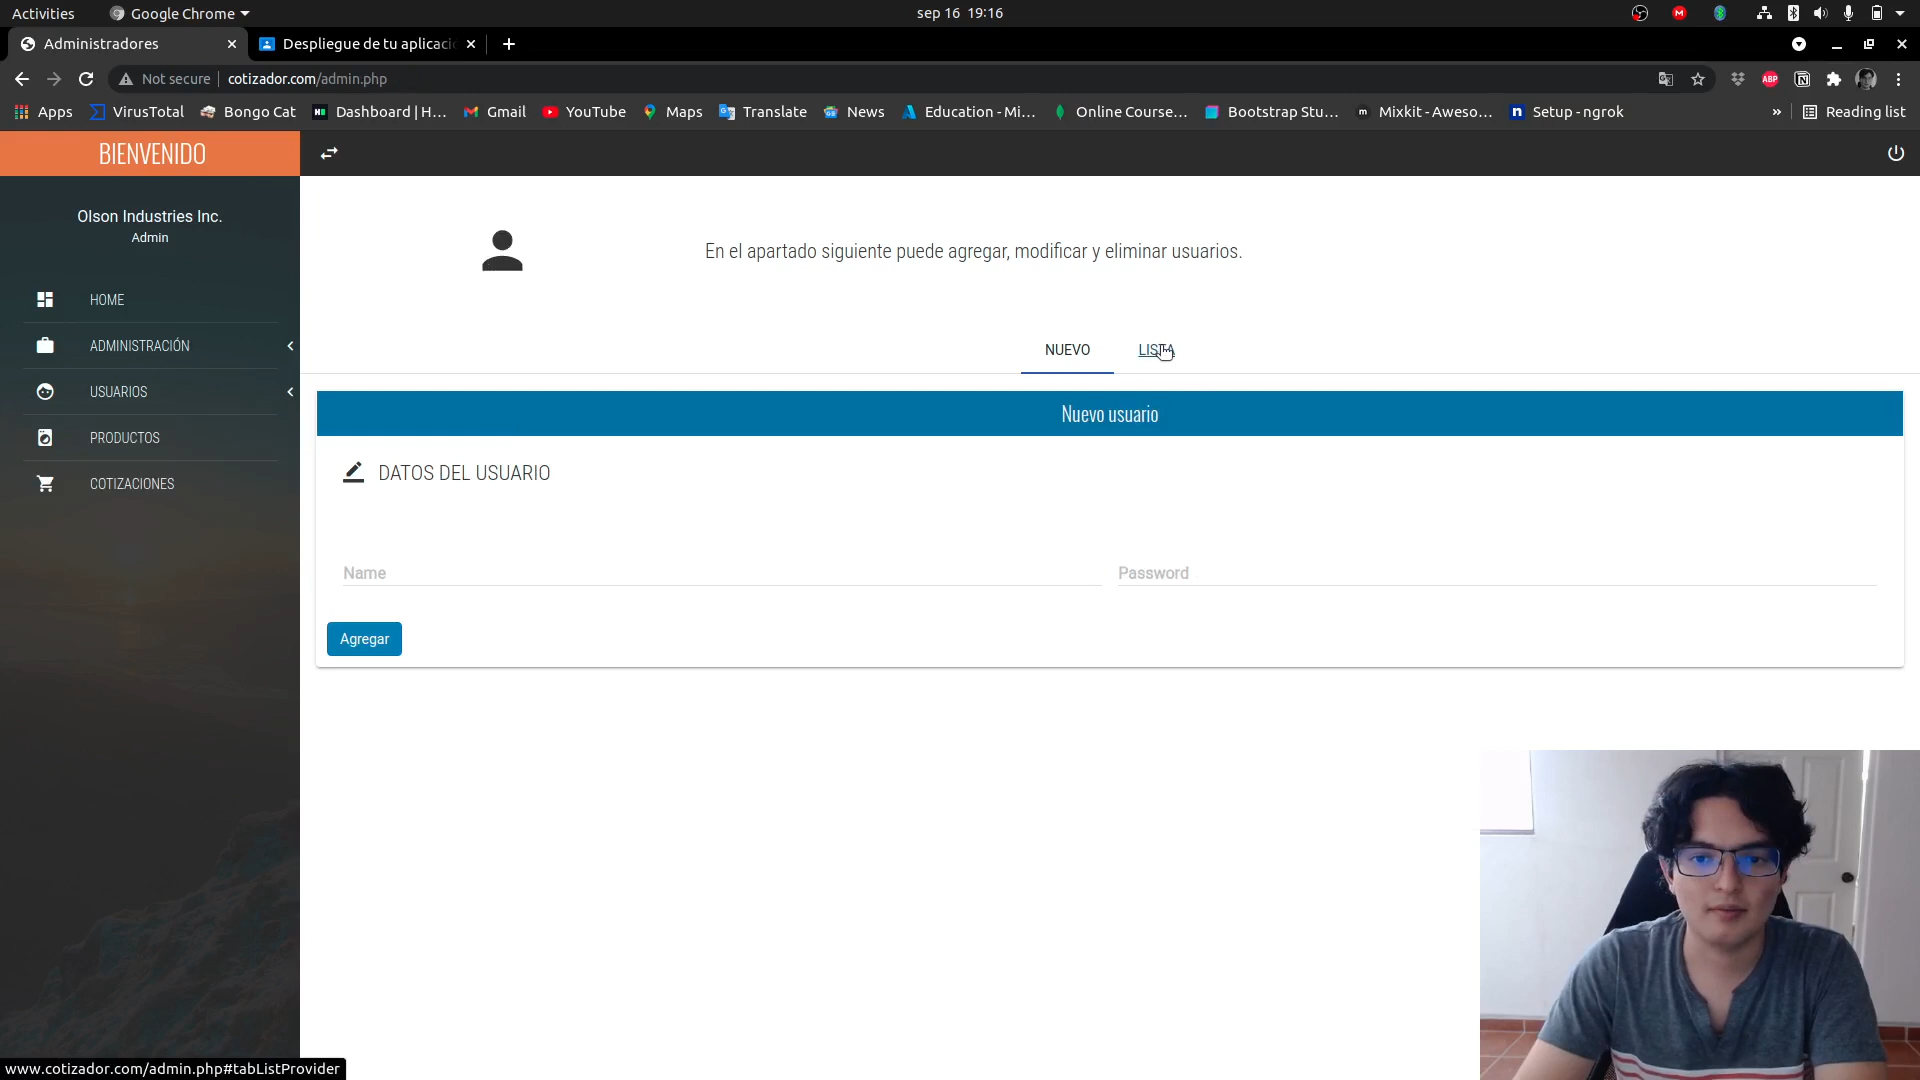 Activities Google Chrome sep 16 19:16
Administradores Despliegue de tu aplicaci
Not secure cotizador.com/admin.php ABP
Apps VirusTotal Bongo Cat Dashboard | H... Gmail YouTube Maps Translate News Education - Mi... Online Course... Bootstrap Stu... m Mixkit - Aweso... n Setup - ngrok » Reading list
BIENVENIDO
Olson Industries Inc.
Admin
En el apartado siguiente puede agregar, modificar y eliminar usuarios.
HOME
ADMINISTRACIÓN
USUARIOS
PRODUCTOS
COTIZACIONES
NUEVO LISTA
Nuevo usuario
DATOS DEL USUARIO
Name Password
Agregar
www.cotizador.com/admin.php#tabListProvider